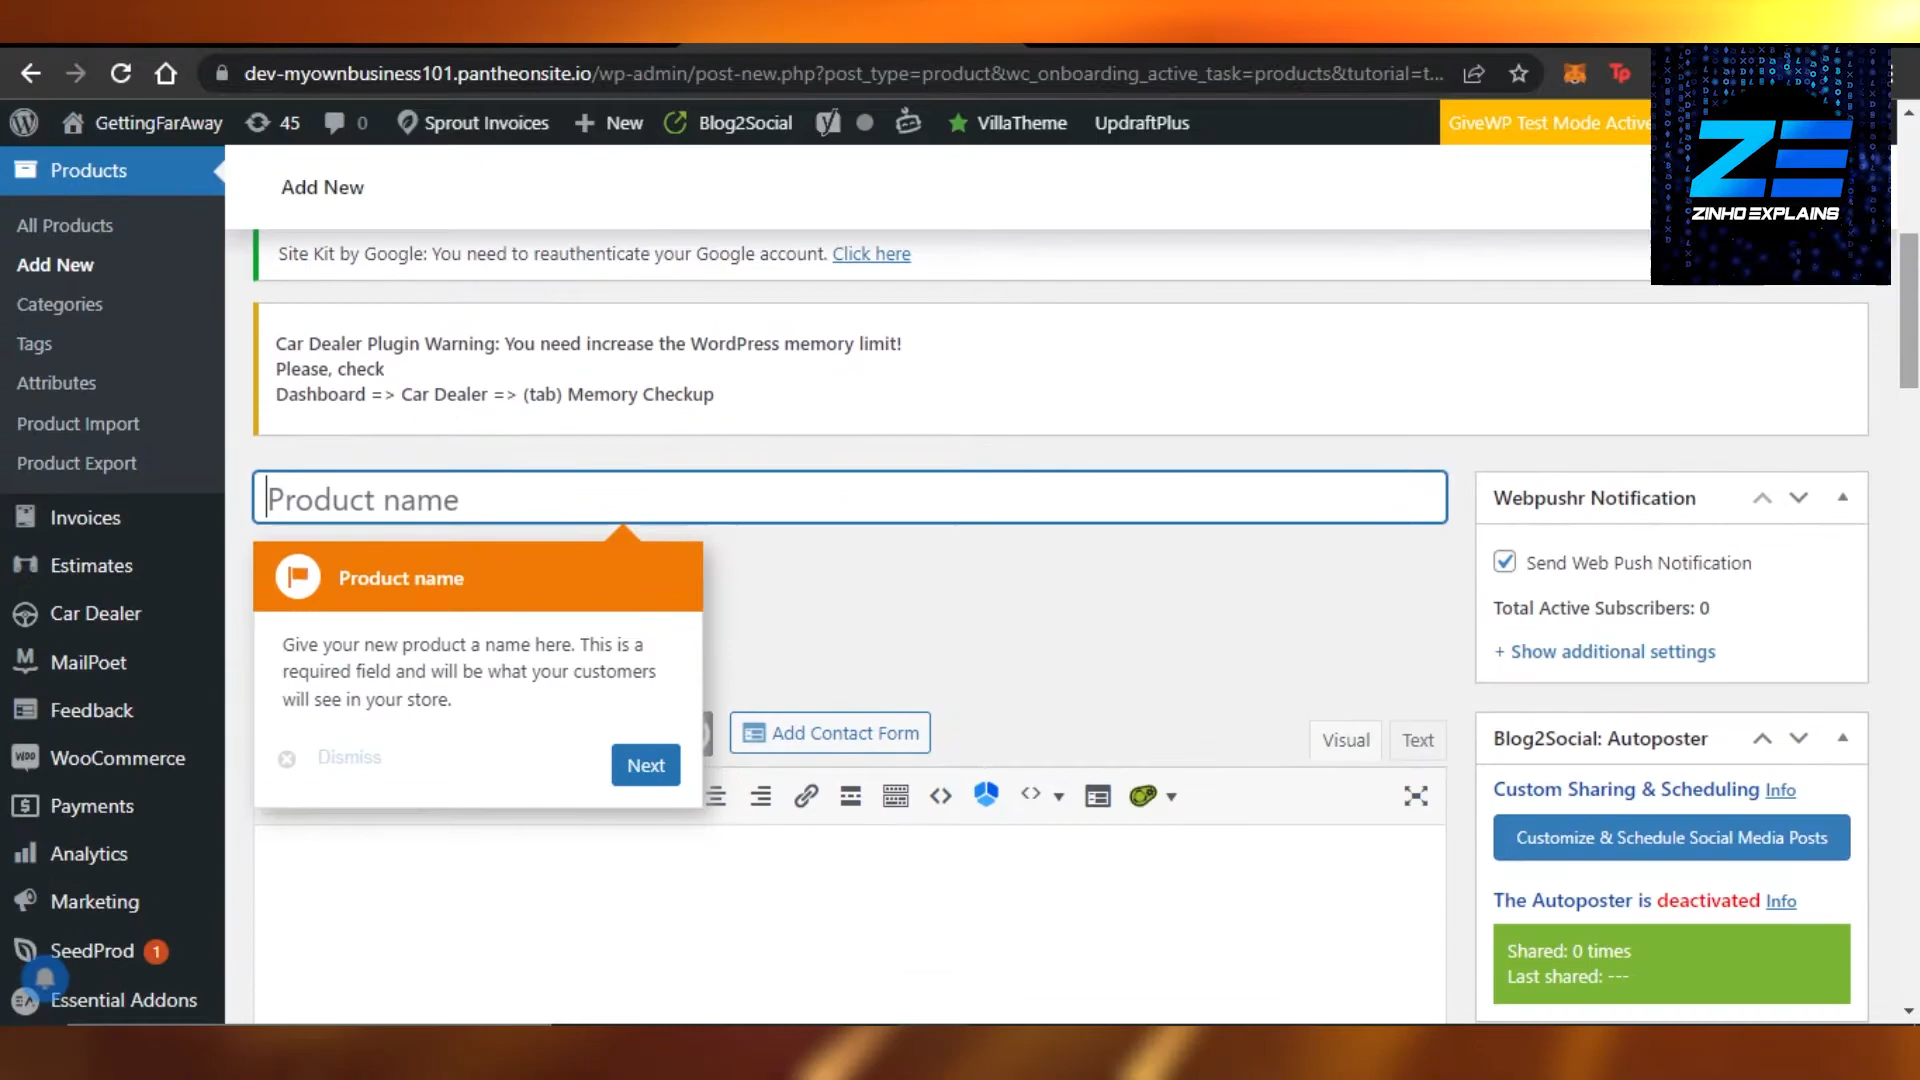 dev-myownbusiness101.pantheonsite.io/wp-admin/post-new.php?post_type=product&wc_onboarding_active_task=products&tutorial=t...
Tp
GettingFarAway 45 0 Sprout Invoices New Blog2Social VillaTheme UpdraftPlus GiveWP Test Mode Active
ZE
ZINHO EXPLAINS
Products
All Products
Add New
Categories
Tags
Attributes
Product Import
Product Export
Invoices
Estimates
Car Dealer
MailPoet
Feedback
WooCommerce
Payments
Analytics
Marketing
SeedProd 1
Essential Addons
Add New
Site Kit by Google: You need to reauthenticate your Google account. Click here
Car Dealer Plugin Warning: You need increase the WordPress memory limit!
Please, check
Dashboard => Car Dealer => (tab) Memory Checkup
Product name
Product name
Give your new product a name here. This is a
required field and will be what your customers
will see in your store.
Dismiss
Next
Add Contact Form
Visual Text
Webpushr Notification
Send Web Push Notification
Total Active Subscribers: 0
+ Show additional settings
Blog2Social: Autoposter
Custom Sharing & Scheduling Info
Customize & Schedule Social Media Posts
The Autoposter is deactivated Info
Shared: 0 times
Last shared: ---